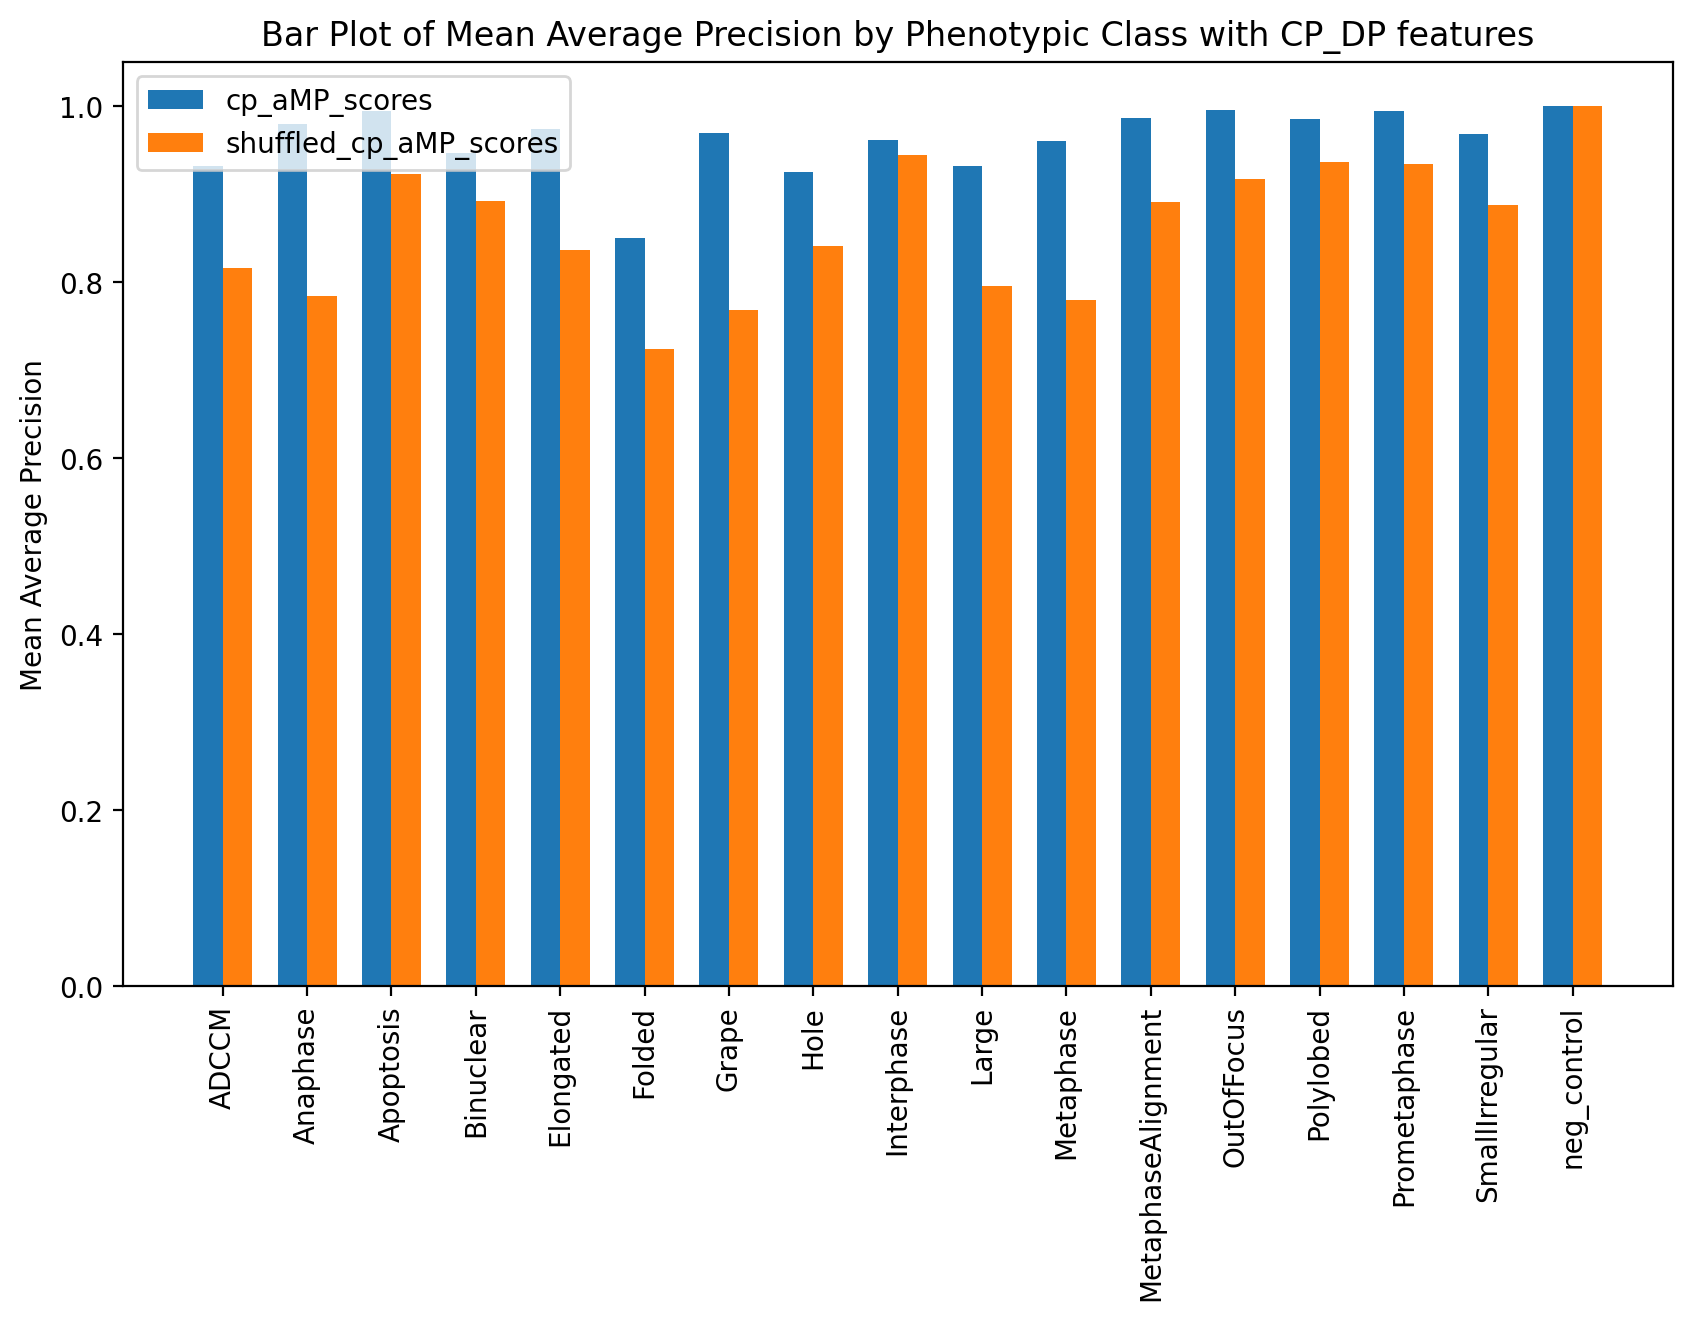 Bar Plot of Mean Average Precision by Phenotypic Class with CP_DP features
cp_aMP_scores
shuffled_cp_aMP_scores
Mean Average Precision
1.0
0.8
0.6
0.4
0.2
0.0
ADCCM
Anaphase
Apoptosis
Binuclear
Elongated
Folded
Grape
Hole
Interphase
Large
Metaphase
MetaphaseAlignment
OutOfFocus
Polylobed
Prometaphase
SmallIrregular
neg_control